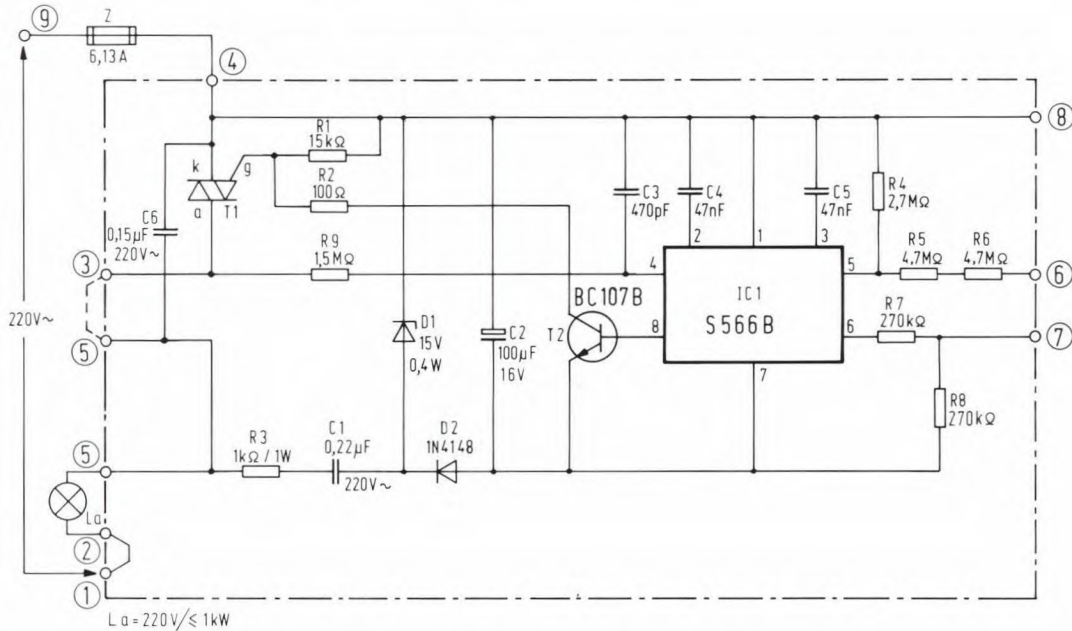 ⑨
Z
6,13A
④
⑧
R1
15kΩ
k
g
R2
100Ω
a
T1
C6
0,15µF
220V~
C3
470pF
C4
47nF
C5
47nF
R4
2,7MΩ
2
1
3
R9
1,5MΩ
R5
4,7MΩ
R6
4,7MΩ
③
4
5
⑥
220V~
BC107B
IC1
S566B
R7
270kΩ
D1
15V
0,4W
C2
100µF
16V
T2
8
6
⑦
⑤
7
R8
270kΩ
R3
1kΩ / 1W
C1
0,22µF
220V~
D2
1N4148
⑤
La
②
①
La=220V/≤1kW